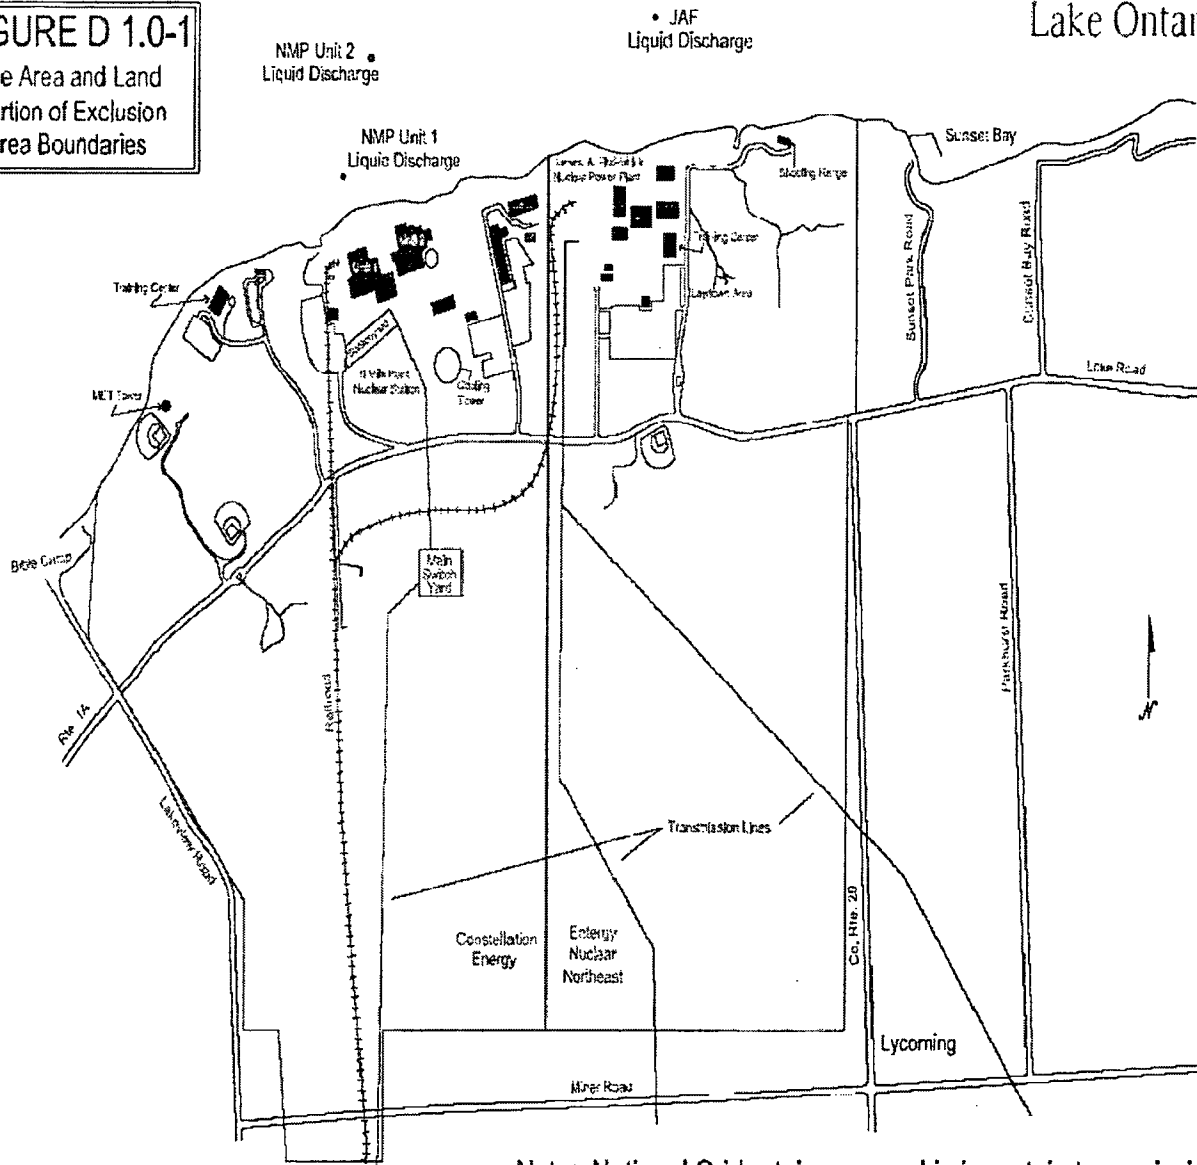 GURE D 1.0-1
e Area and Land
rtion of Exclusion
rea Boundaries
NMP Unit 2
Liquid Discharge
• JAF
Liquid Discharge
Lake Ontar
NMP Unit 1
Liquid Discharge
Nuclear Power Plant
Shooting Range
Sunset Bay
Training Center
Sunset Park Road
Sunset Bay Road
Training Center
Area
Nuclear Station
Cooling
Tower
MET Tower
Lake Road
Bible Camp
Main
Switch
Yard
Railroad
Parkhurst Road
N
Rte. 1A
Lakeview Road
Transmission Lines
Co. Rte. 29
Constellation
Energy
Entergy
Nuclear
Northeast
Lycoming
Miner Road